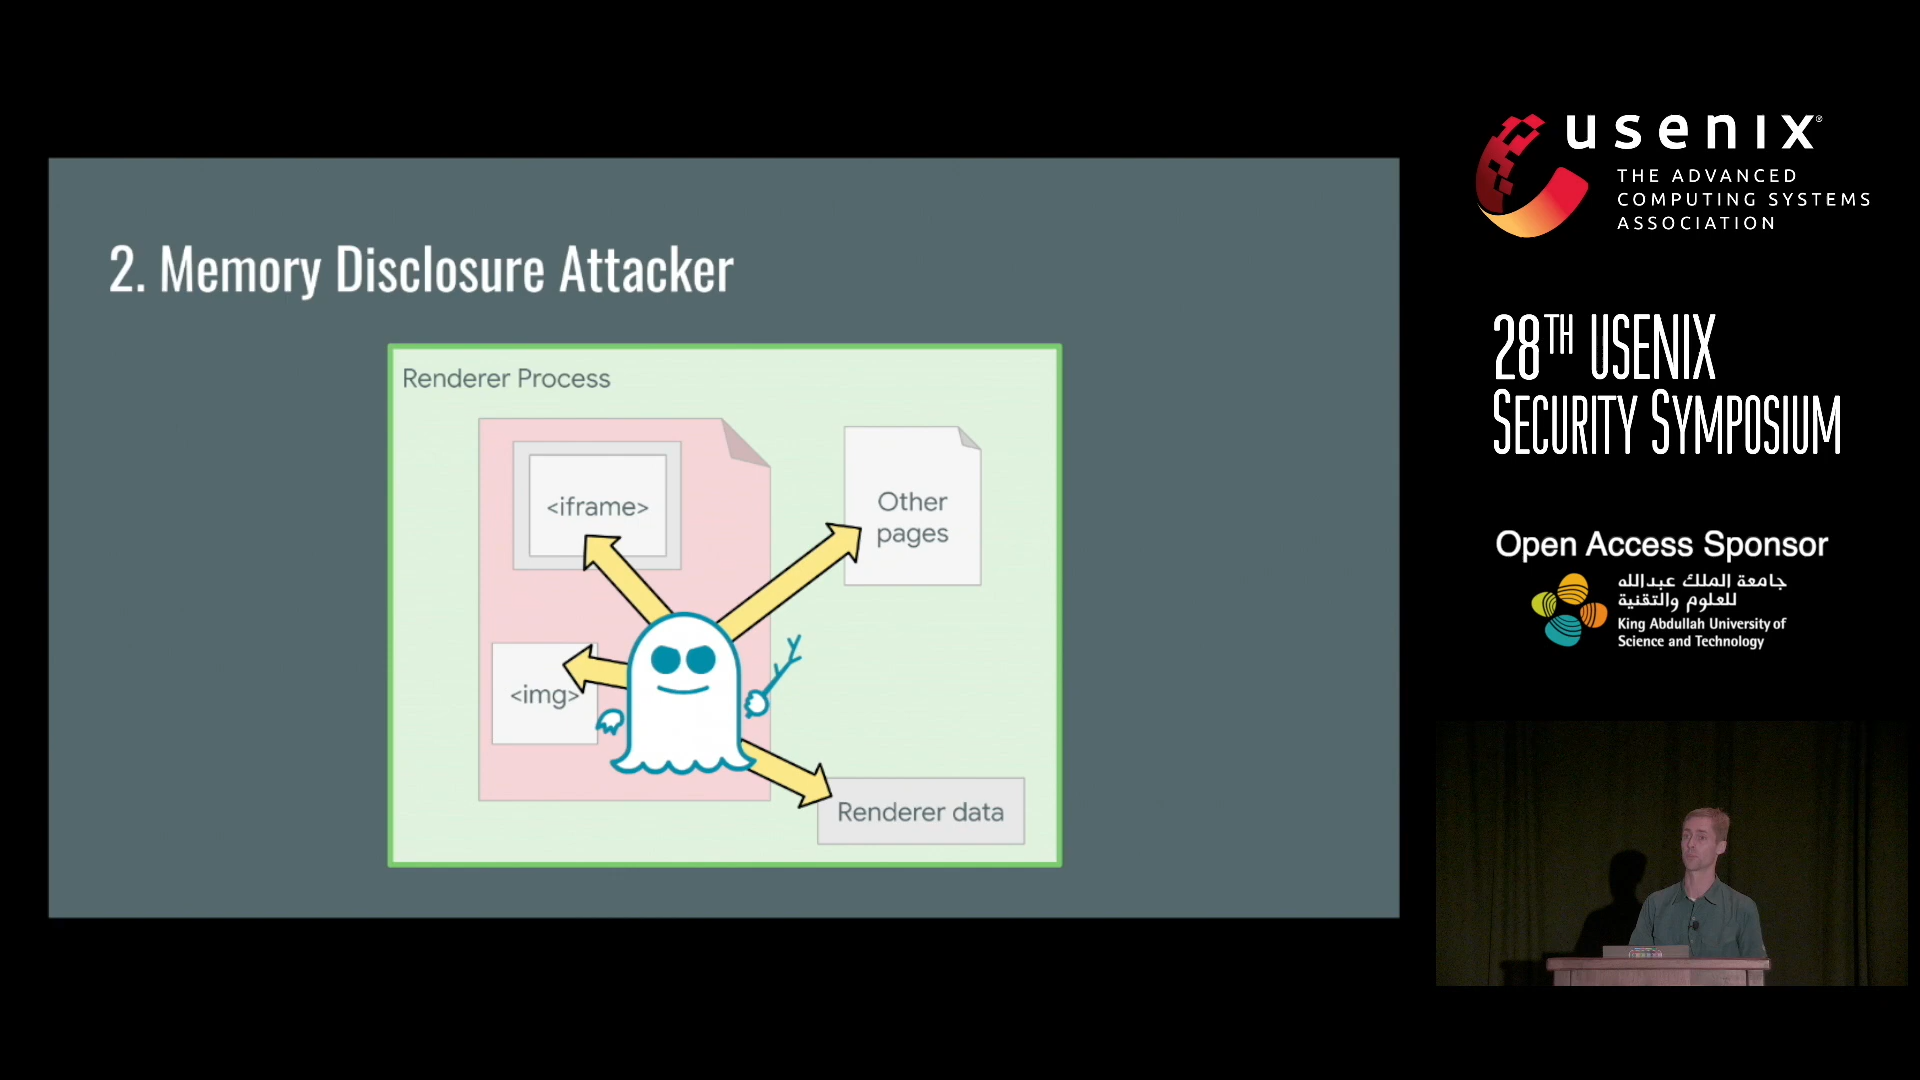 2. Memory Disclosure Attacker
Renderer Process
<iframe>
Other
pages
<img>
Renderer data
usenix®
THE ADVANCED
COMPUTING SYSTEMS
ASSOCIATION
28TH USENIX
SECURITY SYMPOSIUM
Open Access Sponsor
جامعة الملك عبدالله
للعلوم والتقنية
King Abdullah University of
Science and Technology